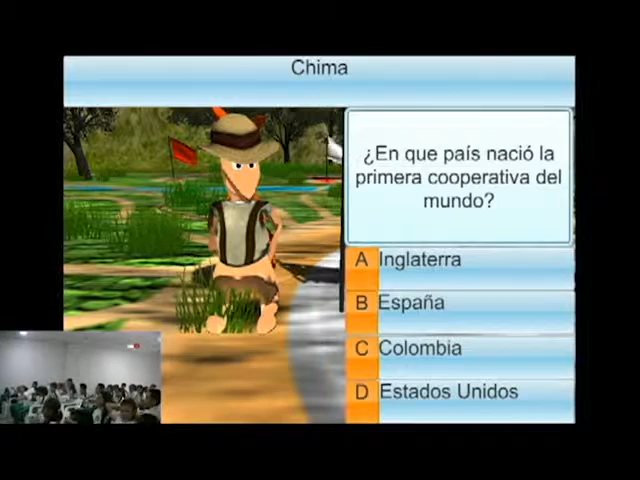 Chima
¿En que país nació la
primera cooperativa del
mundo?
A Inglaterra
B España
C Colombia
D Estados Unidos